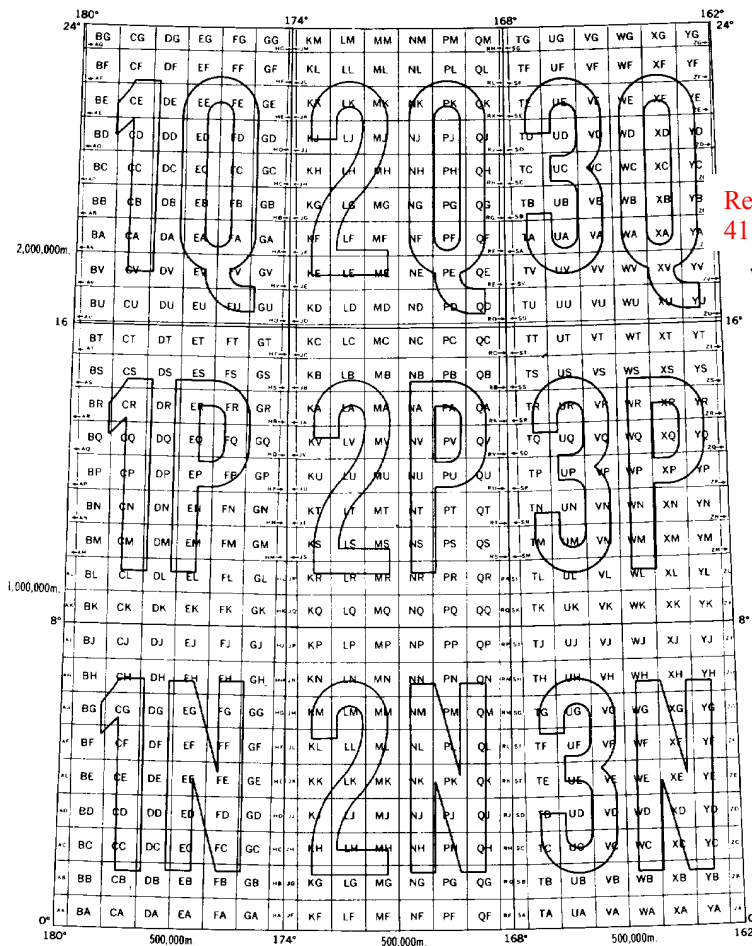 180° 174° 168° 162°
24° 24°
BG CG DG EG FG GG KM LM MM NM PM QM TG UG VG WG XG YG
BF CF DF EF FF GF KL LL ML NL PL QL TF UF VF WF XF YF
BE CE DE EE FE GE KK LK MK NK PK QK TE UE VE WE XE YE
BD CD DD ED FD GD KJ LJ MJ NJ PJ QJ TD UD VD WD XD YD
1Q 2Q 3Q
BC CC DC EC FC GC KH LH MH NH PH QH TC UC VC WC XC YC
BB CB DB EB FB GB KG LG MG NG PG QG TB UB VB WB XB YB
Re
41
BA CA DA EA FA GA KF LF MF NF PF QF TA UA VA WA XA YA
2,000,000m.
BV CV DV EV FV GV KE LE ME NE PE QE TV UV VV WV XV YV
BU CU DU EU FU GU KD LD MD ND PD QD TU UU VU WU XU YU
16 16°
BT CT DT ET FT GT KC LC MC NC PC QC TT UT VT WT XT YT
BS CS DS ES FS GS KB LB MB NB PB QB TS US VS WS XS YS
BR CR DR ER FR GR KA LA MA NA PA QA TR UR VR WR XR YR
BQ CQ DQ EQ FQ GQ KV LV MV NV PV QV TQ UQ VQ WQ XQ YQ
1P 2P 3P
BP CP DP EP FP GP KU LU MU NU PU QU TP UP VP WP XP YP
BN CN DN EN FN GN KT LT MT NT PT QT TN UN VN WN XN YN
BM CM DM EM FM GM KS LS MS NS PS QS TM UM VM WM XM YM
BL CL DL EL FL GL KR LR MR NR PR QR TL UL VL WL XL YL
1,000,000m.
BK CK DK EK FK GK KQ LQ MQ NQ PQ QQ TK UK VK WK XK YK
8° 8°
BJ CJ DJ EJ FJ GJ KP LP MP NP PP QP TJ UJ VJ WJ XJ YJ
BH CH DH EH FH GH KN LN MN NN PN QN TH UH VH WH XH YH
BG CG DG EG FG GG KM LM MM NM PM QM TG UG VG WG XG YG
BF CF DF EF FF GF KL LL ML NL PL QL TF UF VF WF XF YF
BE CE DE EE FE GE KK LK MK NK PK QK TE UE VE WE XE YE
1N 2N 3N
BD CD DD ED FD GD KJ LJ MJ NJ PJ QJ TD UD VD WD XD YD
BC CC DC EC FC GC KH LH MH NH PH QH TC UC VC WC XC YC
BB CB DB EB FB GB KG LG MG NG PG QG TB UB VB WB XB YB
BA CA DA EA FA GA KF LF MF NF PF QF TA UA VA WA XA YA
0° 0°
180° 500,000m. 174° 500,000m. 168° 500,000m. 162